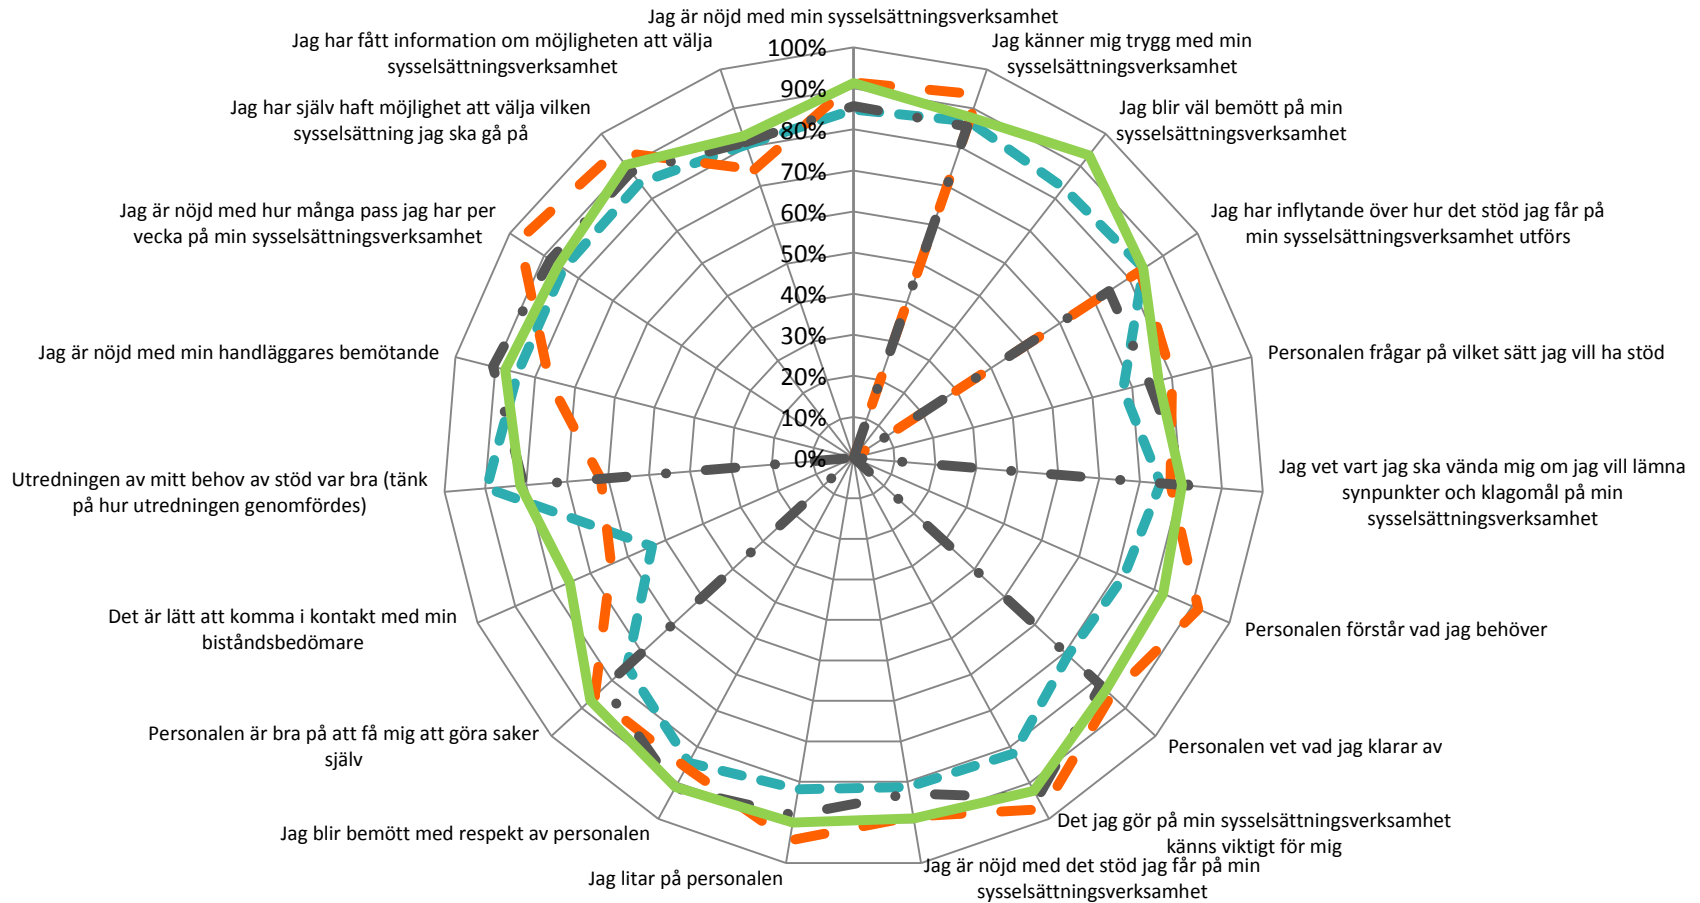 Jag är nöjd med min sysselsättningsverksamhet
Jag känner mig trygg med min
sysselsättningsverksamhet
Jag blir väl bemött på min
sysselsättningsverksamhet
Jag har inflytande över hur det stöd jag får på
min sysselsättningsverksamhet utförs
Personalen frågar på vilket sätt jag vill ha stöd
Jag vet vart jag ska vända mig om jag vill lämna
synpunkter och klagomål på min
sysselsättningsverksamhet
Personalen förstår vad jag behöver
Personalen vet vad jag klarar av
Det jag gör på min sysselsättningsverksamhet
känns viktigt för mig
Jag är nöjd med det stöd jag får på min
sysselsättningsverksamhet
Jag litar på personalen
Jag blir bemött med respekt av personalen
Personalen är bra på att få mig att göra saker
själv
Det är lätt att komma i kontakt med min
biståndsbedömare
Utredningen av mitt behov av stöd var bra (tänk
på hur utredningen genomfördes)
Jag är nöjd med min handläggares bemötande
Jag är nöjd med hur många pass jag har per
vecka på min sysselsättningsverksamhet
Jag har själv haft möjlighet att välja vilken
sysselsättning jag ska gå på
Jag har fått information om möjligheten att välja
sysselsättningsverksamhet
100%
90%
80%
70%
60%
50%
40%
30%
20%
10%
0%